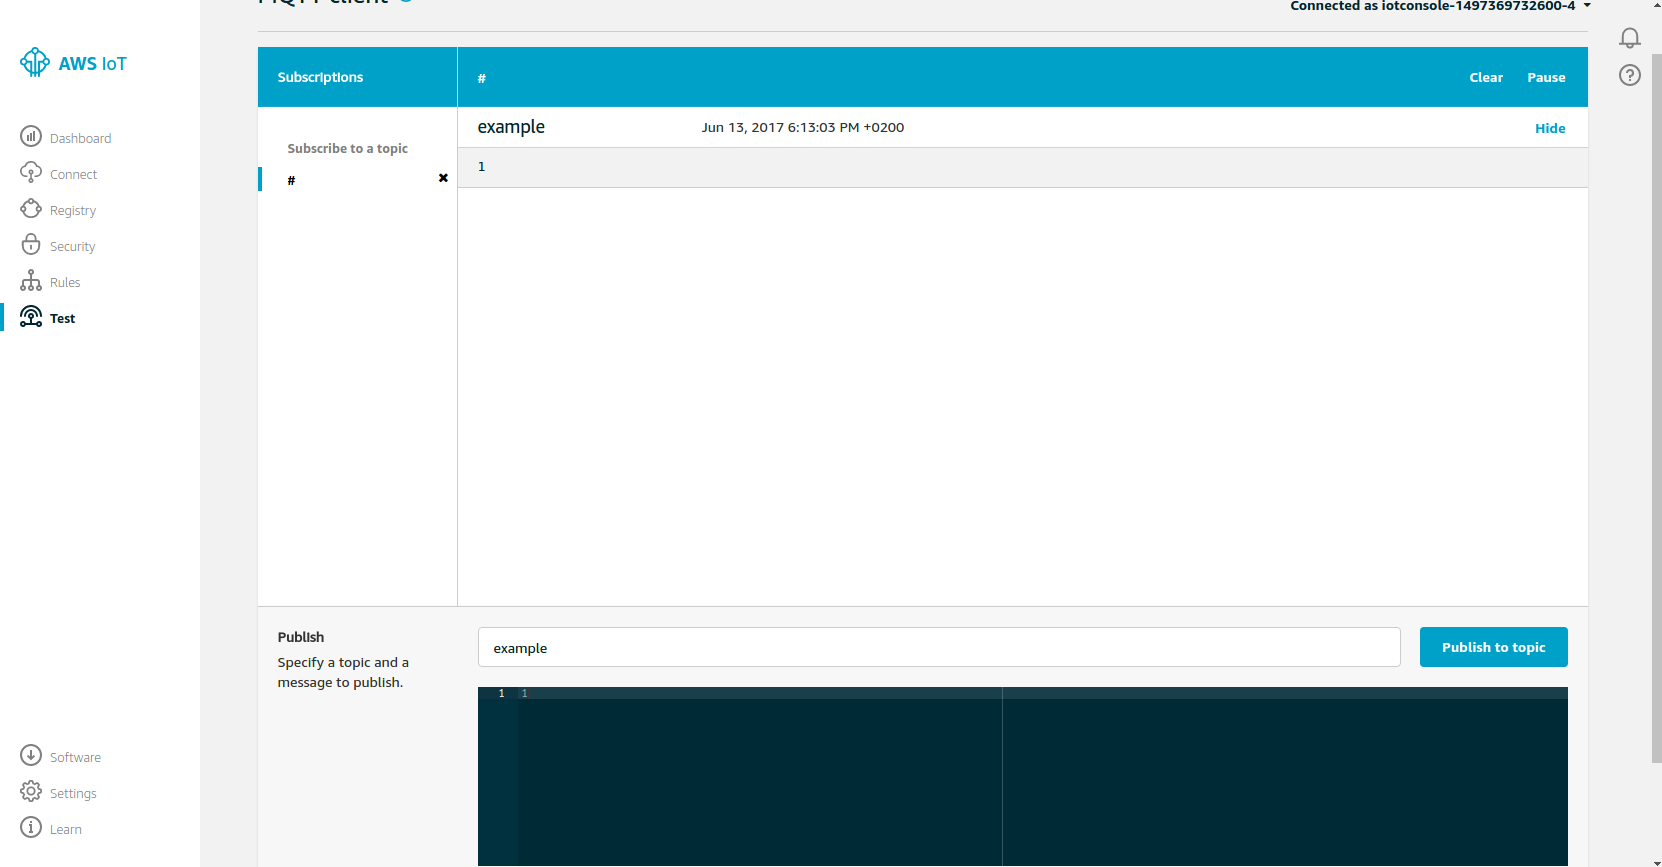 MQTT client
Connected as iotconsole-1497369732600-4
AWS IoT
Dashboard
Connect
Registry
Security
Rules
Test
Software
Settings
Learn
Subscriptions
#
Clear
Pause
Subscribe to a topic
#
example
Jun 13, 2017 6:13:03 PM +0200
Hide
1
Publish
Specify a topic and a
message to publish.
example
Publish to topic
1
1